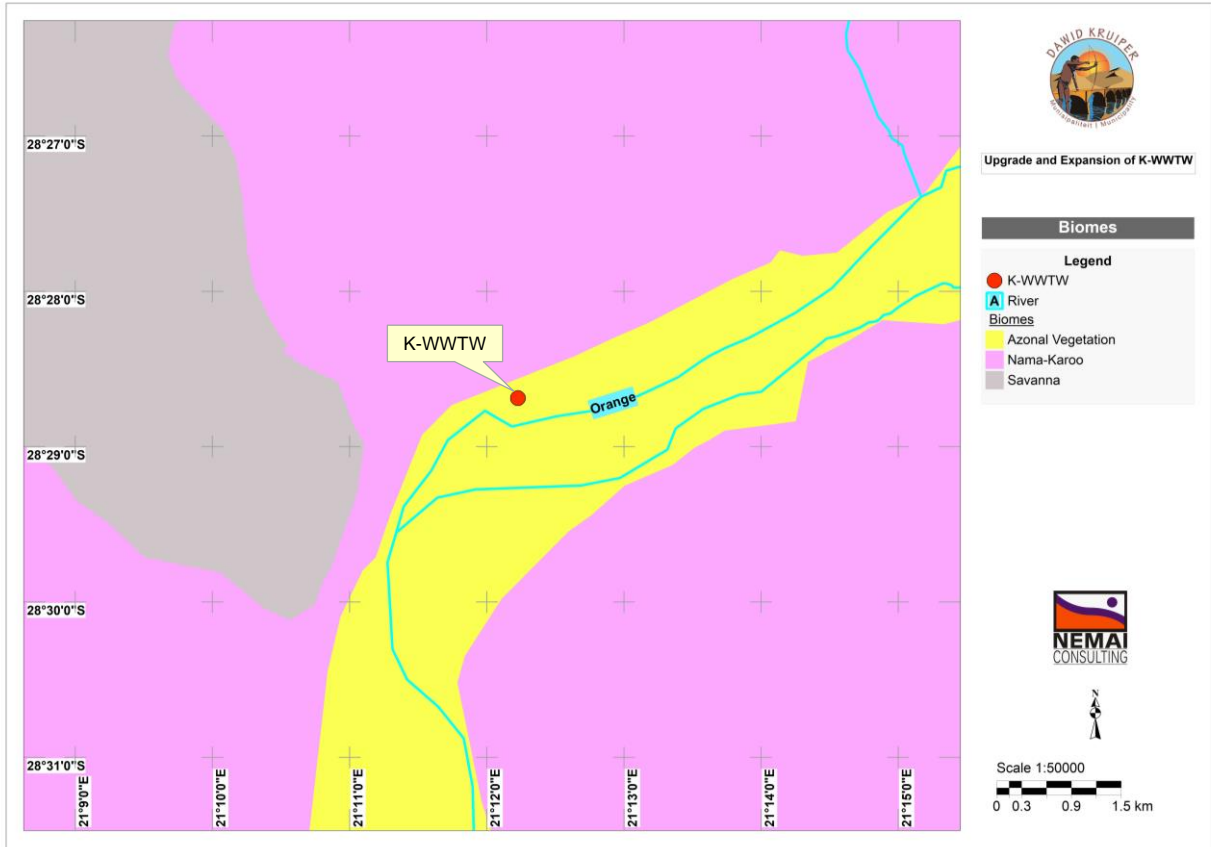 28°27'0"S
28°28'0"S
28°29'0"S
28°30'0"S
28°31'0"S
21°9'0"E
21°10'0"E
21°11'0"E
21°12'0"E
21°13'0"E
21°14'0"E
21°15'0"E
K-WWTW
Orange
DAWID KRUIPER
Munisipaliteit | Municipality
Upgrade and Expansion of K-WWTW
Biomes
Legend
K-WWTW
A River
Biomes
Azonal Vegetation
Nama-Karoo
Savanna
NEMAI
CONSULTING
N
Scale 1:50000
0 0.3 0.9 1.5 km